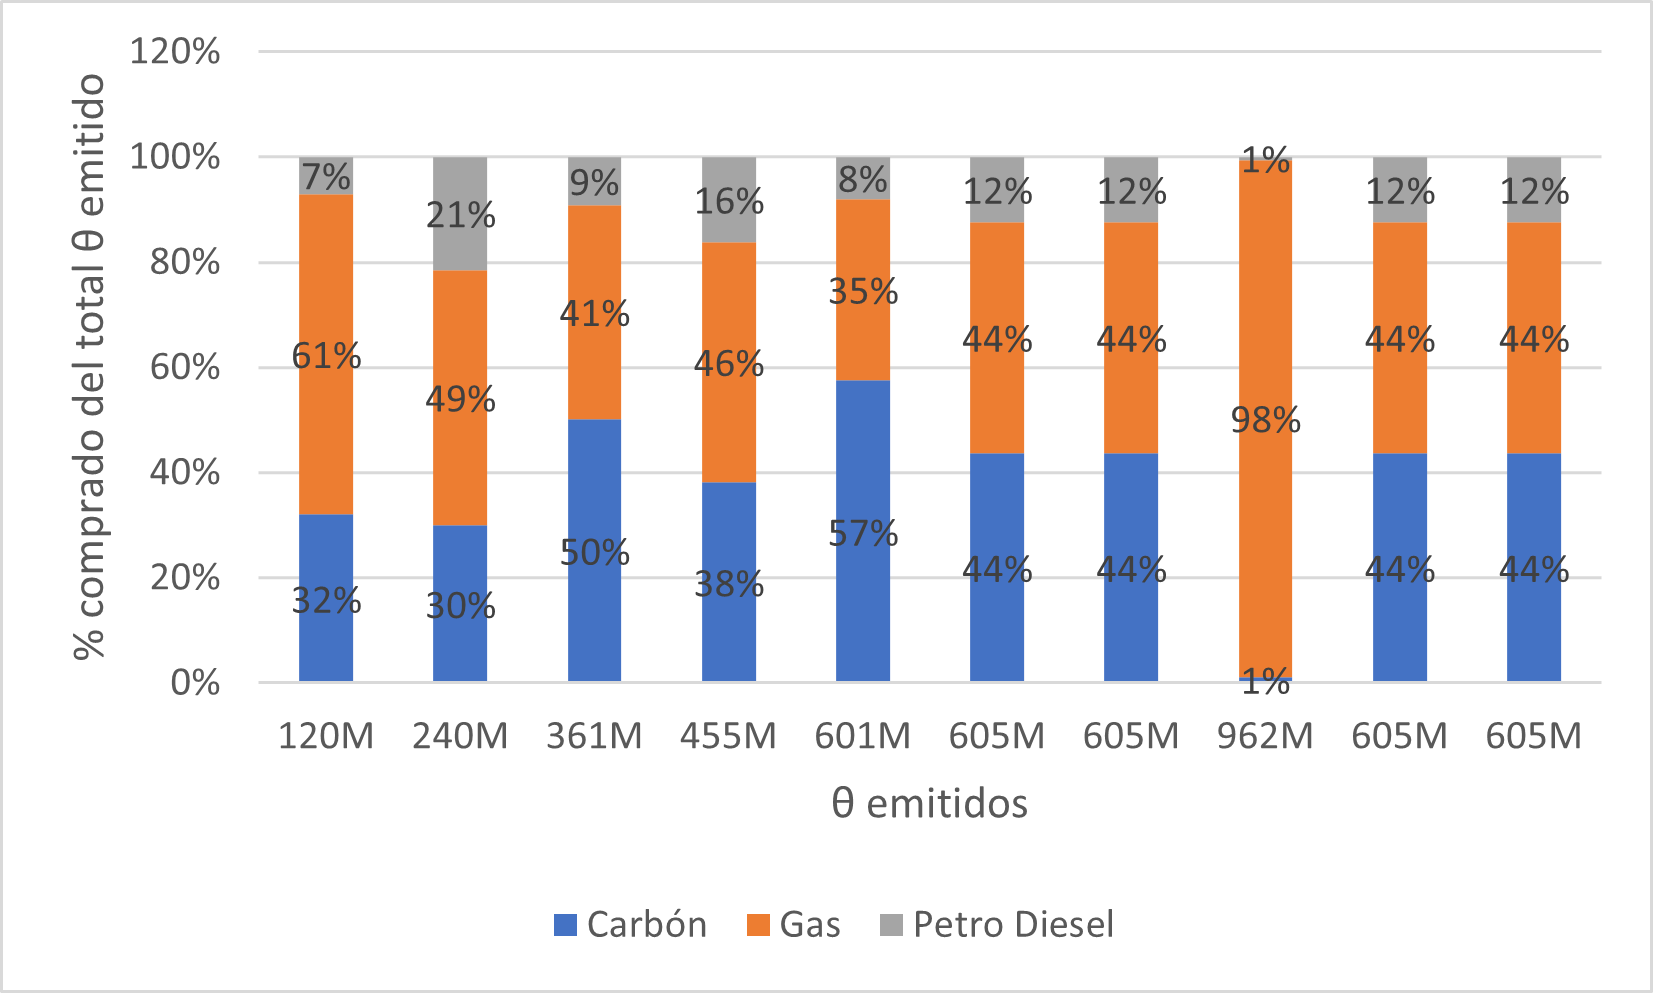 % comprado del total θ emitido
120%
100%
80%
60%
40%
20%
0%
7% 21% 9% 16% 8% 12% 12% 1% 12% 12%
61% 49% 41% 46% 35% 44% 44% 98% 44% 44%
32% 30% 50% 38% 57% 44% 44% 1% 44% 44%
120M 240M 361M 455M 601M 605M 605M 962M 605M 605M
θ emitidos
Carbón Gas Petro Diesel